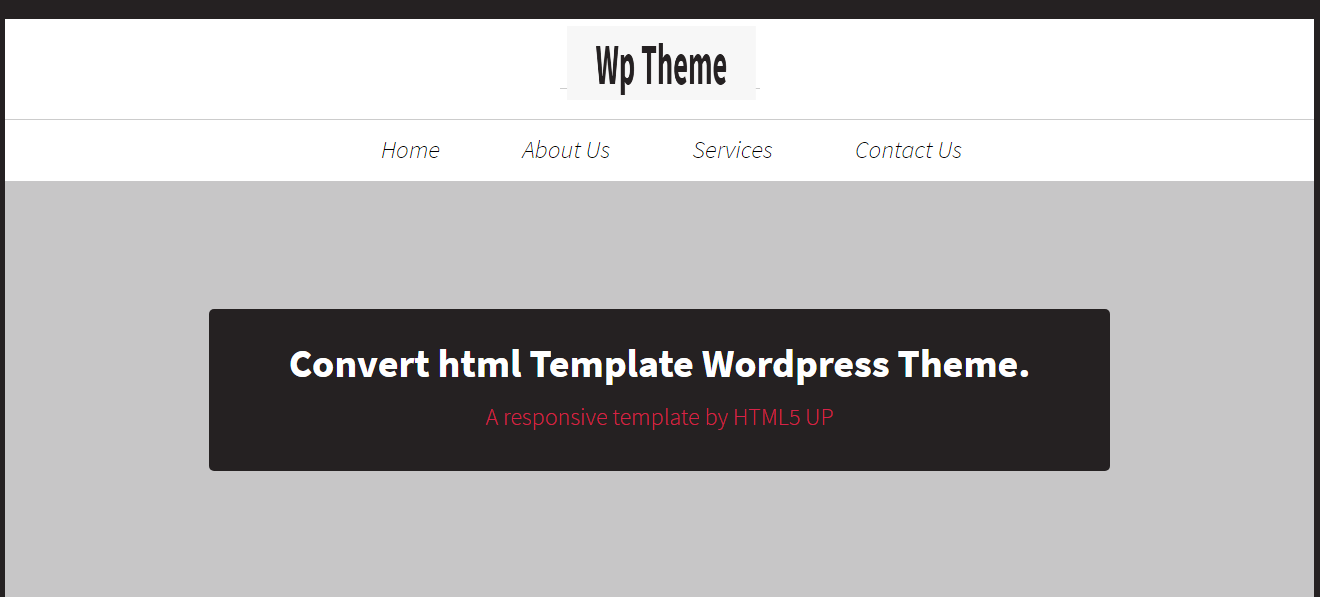 Wp Theme
Home About Us Services Contact Us
Convert html Template Wordpress Theme.
A responsive template by HTML5 UP